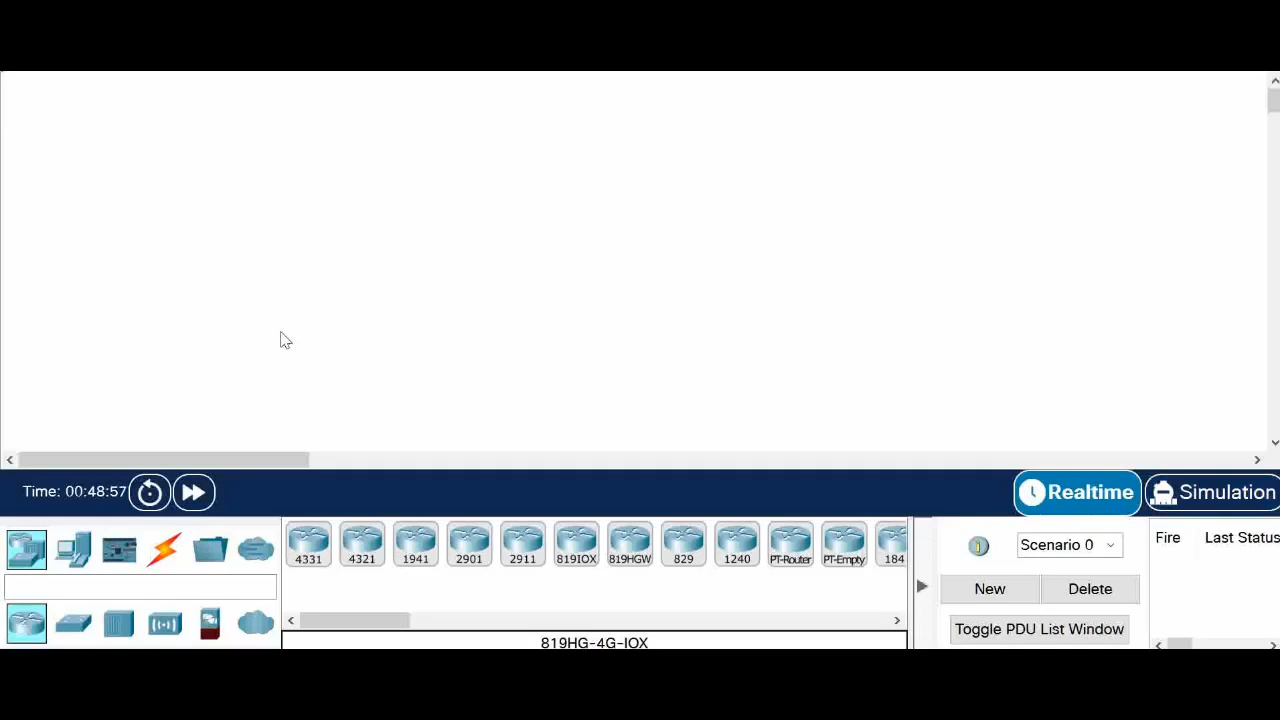 Time: 00:48:57
Realtime
Simulation
4331
4321
1941
2901
2911
819IOX
819HGW
829
1240
PT-Router
PT-Empty
184
Scenario 0
Fire
Last Status
New
Delete
Toggle PDU List Window
819HG-4G-IOX